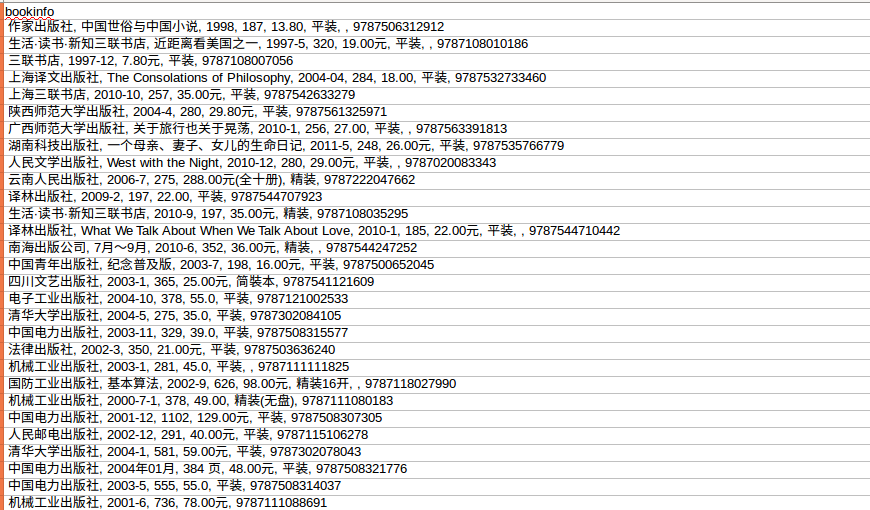 bookinfo
作家出版社, 中国世俗与中国小说, 1998, 187, 13.80, 平装, , 9787506312912
生活·读书·新知三联书店, 近距离看美国之一, 1997-5, 320, 19.00元, 平装, , 9787108010186
三联书店, 1997-12, 7.80元, 平装, 9787108007056
上海译文出版社, The Consolations of Philosophy, 2004-04, 284, 18.00, 平装, , 9787532733460
上海三联书店, 2010-10, 257, 35.00元, 平装, 9787542633279
陕西师范大学出版社, 2004-4, 280, 29.80元, 平装, 9787561325971
广西师范大学出版社, 关于旅行也关于晃荡, 2010-1, 256, 27.00, 平装, , 9787563391813
湖南科技出版社, 一个母亲、妻子、女儿的生命日记, 2011-5, 248, 26.00元, 平装, 9787535766779
人民文学出版社, West with the Night, 2010-12, 280, 29.00元, 平装, , 9787020083343
云南人民出版社, 2006-7, 275, 288.00元(全十册), 精装, 9787222047662
译林出版社, 2009-2, 197, 22.00, 平装, 9787544707923
生活·读书·新知三联书店, 2010-9, 197, 35.00元, 精装, 9787108035295
译林出版社, What We Talk About When We Talk About Love, 2010-1, 185, 22.00元, 平装, , 9787544710442
南海出版公司, 7月～9月, 2010-6, 352, 36.00元, 精装, , 9787544247252
中国青年出版社, 纪念普及版, 2003-7, 198, 16.00元, 平装, 9787500652045
四川文艺出版社, 2003-1, 365, 25.00元, 简裝本, 9787541121609
电子工业出版社, 2004-10, 378, 55.0, 平装, 9787121002533
清华大学出版社, 2004-5, 275, 35.0, 平装, 9787302084105
中国电力出版社, 2003-11, 329, 39.0, 平装, 9787508315577
法律出版社, 2002-3, 350, 21.00元, 平装, 9787503636240
机械工业出版社, 2003-1, 281, 45.0, 平装, , 9787111111825
国防工业出版社, 基本算法, 2002-9, 626, 98.00元, 精装16开, , 9787118027990
机械工业出版社, 2000-7-1, 378, 49.00, 精装(无盘), 9787111080183
中国电力出版社, 2001-12, 1102, 129.00元, 平装, 9787508307305
人民邮电出版社, 2002-12, 291, 40.00元, 平装, 9787115106278
清华大学出版社, 2004-1, 581, 59.00元, 平装, 9787302078043
中国电力出版社, 2004年01月, 384 页, 48.00元, 平装, 9787508321776
中国电力出版社, 2003-5, 555, 55.0, 平装, 9787508314037
机械工业出版社, 2001-6, 736, 78.00元, 9787111088691